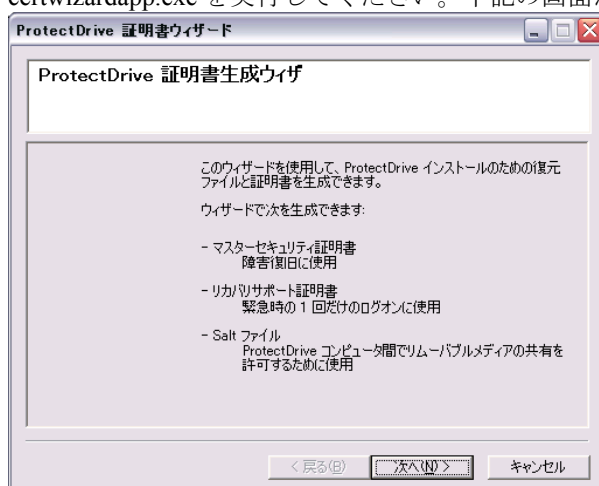 certwizardapp.exe を実行してください。下記の画面が
ProtectDrive 証明書ウィザード
ProtectDrive 証明書生成ウィザ
このウィザードを使用して、ProtectDrive インストールのための復元
ファイルと証明書を生成できます。
ウィザードで次を生成できます:
- マスターセキュリティ証明書
障害復旧に使用
- リカバリサポート証明書
緊急時の 1 回だけのログオンに使用
- Salt ファイル
ProtectDrive コンピュータ間でリムーバブルメディアの共有を
許可するために使用
< 戻る(B)
次へ(N) >
キャンセル